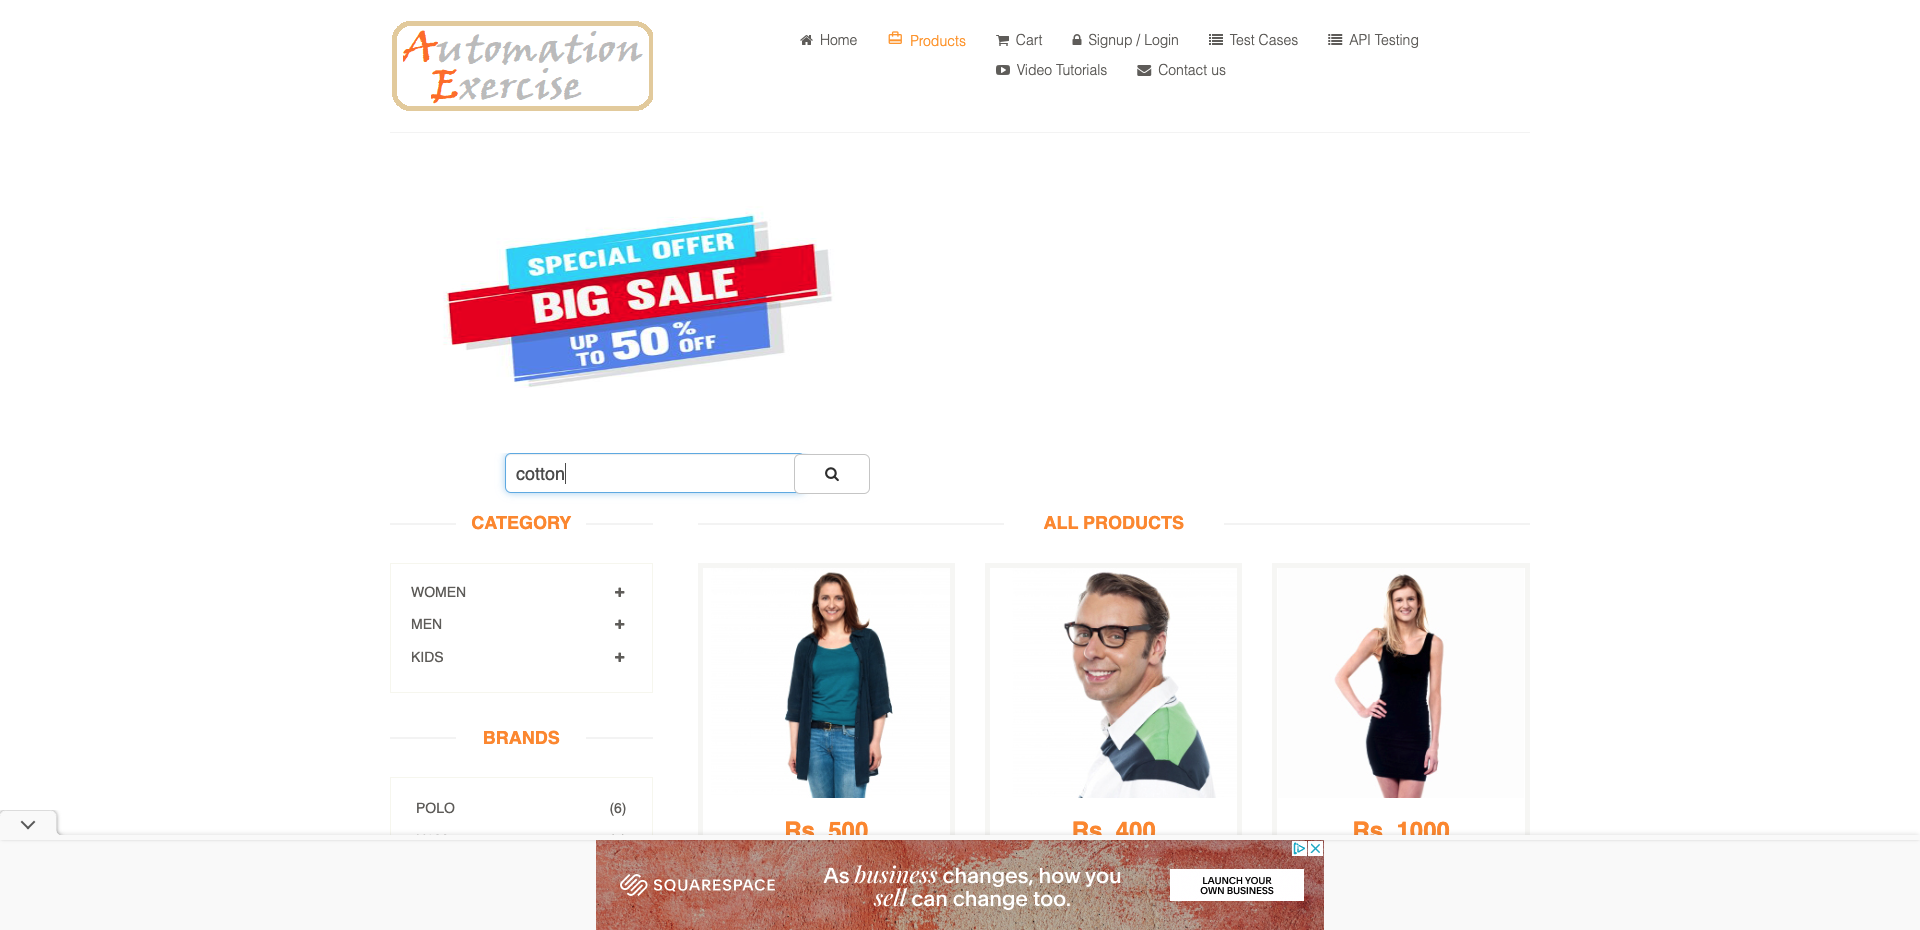 Automation
Exercise
Home
Products
Cart
Signup / Login
Test Cases
API Testing
Video Tutorials
Contact us
SPECIAL OFFER
BIG SALE
UP TO 50% OFF
cotton
CATEGORY
ALL PRODUCTS
WOMEN
MEN
KIDS
BRANDS
POLO (6)
Rs. 500
Rs. 400
Rs. 1000
SQUARESPACE
As business changes, how you
sell can change too.
LAUNCH YOUR
OWN BUSINESS